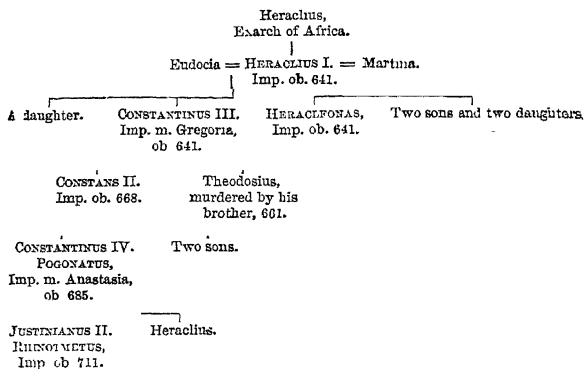 Heraclius,
Exarch of Africa.
Eudocia = HERACLIUS I. = Martina.
Imp. ob. 641.
A daughter. CONSTANTINUS III. HERACLEONAS, Two sons and two daughters.
Imp. m. Gregoria, Imp. ob. 641.
ob 641.
CONSTANS II. Theodosius,
Imp. ob. 668. murdered by his
brother, 661.
CONSTANTINUS IV. Two sons.
POGONATUS,
Imp. m. Anastasia,
ob 685.
JUSTINIANUS II. Heraclius.
RHINOTMETUS,
Imp ob 711.